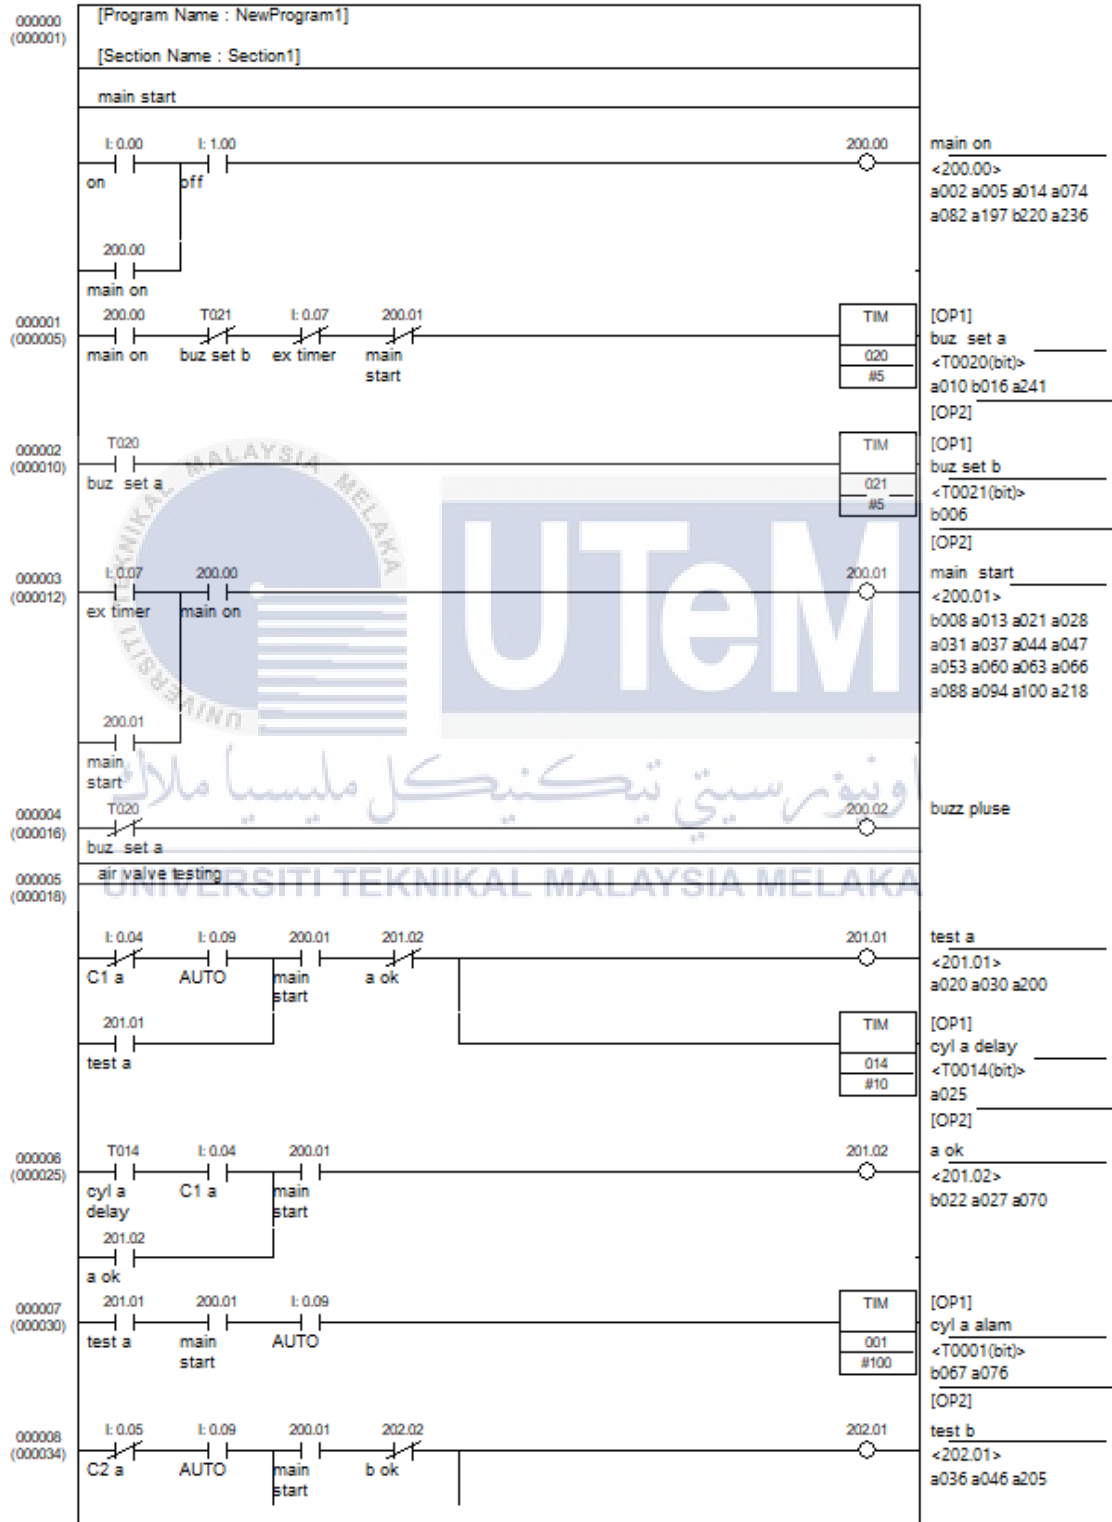 000000
(000001)
[Program Name : NewProgram1]
[Section Name : Section1]
main start
I: 0.00 I: 1.00 200.00 main on
on off <200.00>
a002 a005 a014 a074
a082 a197 b220 a236
200.00
main on
000001
(000005)
200.00 T021 I: 0.07 200.01 TIM [OP1]
main on buz set b ex timer main start 020 buz set a
#5 <T0020(bit)>
a010 b016 a241
[OP2]
000002
(000010)
T020 TIM [OP1]
buz set a 021 buz set b
#5 <T0021(bit)>
b006
[OP2]
000003
(000012)
I: 0.07 200.00 200.01 main start
ex timer main on <200.01>
b008 a013 a021 a028
a031 a037 a044 a047
a053 a060 a063 a066
a088 a094 a100 a218
200.01
main
start
000004
(000016)
T020 200.02 buzz pluse
buz set a
000005
(000018)
air valve testing
I: 0.04 I: 0.09 200.01 201.02 201.01 test a
C1 a AUTO main start a ok <201.01>
a020 a030 a200
201.01 TIM [OP1]
test a 014 cyl a delay
#10 <T0014(bit)>
a025
[OP2]
000006
(000025)
T014 I: 0.04 200.01 201.02 a ok
cyl a delay C1 a main start <201.02>
b022 a027 a070
201.02
a ok
000007
(000030)
201.01 200.01 I: 0.09 TIM [OP1]
test a main start AUTO 001 cyl a alam
#100 <T0001(bit)>
b067 a076
[OP2]
000008
(000034)
I: 0.05 I: 0.09 200.01 202.02 202.01 test b
C2 a AUTO main start b ok <202.01>
a036 a046 a205
UNIVERSITI TEKNIKAL MALAYSIA MELAKA
UTeM
اونيۏرسيتي تيكنيكل مليسيا ملاك
UNIVERSITI TEKNIKAL MALAYSIA MELAKA